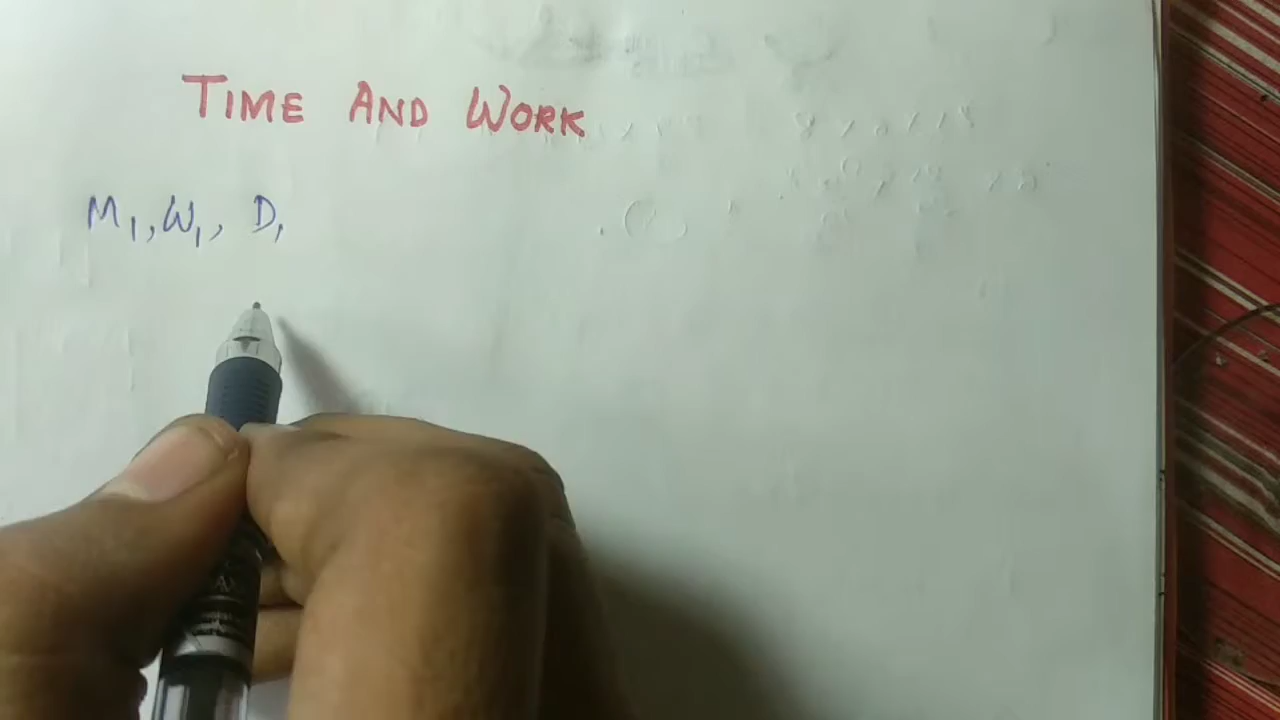 TIME AND WORK
M₁, W₁, D₁